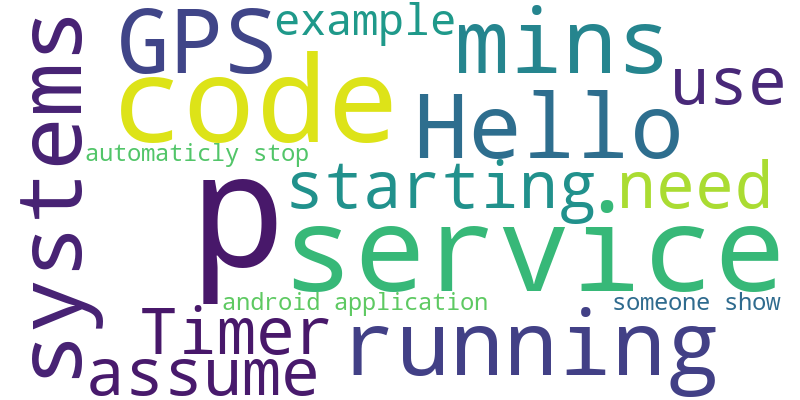 systems
GPS
example
mins
code
Hello
use
automaticly stop
p
starting
need
service
android application
someone show
Timer
running
assume